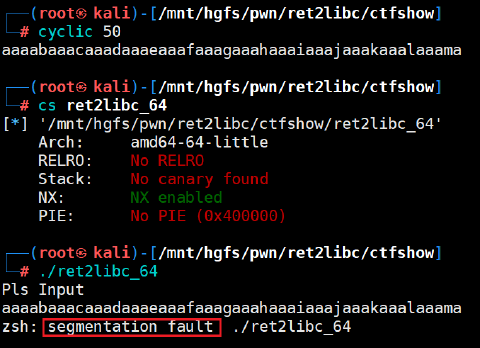 (root㉿kali)-[/mnt/hgfs/pwn/ret2libc/ctfshow]
# cyclic 50
aaaabaaacaaadaaaeaaafaaagaaahaaaiaaajaaakaaalaaama
(root㉿kali)-[/mnt/hgfs/pwn/ret2libc/ctfshow]
# cs ret2libc_64
[*] '/mnt/hgfs/pwn/ret2libc/ctfshow/ret2libc_64'
Arch: amd64-64-little
RELRO: No RELRO
Stack: No canary found
NX: NX enabled
PIE: No PIE (0x400000)
(root㉿kali)-[/mnt/hgfs/pwn/ret2libc/ctfshow]
# ./ret2libc_64
Pls Input
aaaabaaacaaadaaaeaaafaaagaaahaaaiaaajaaakaaalaaama
zsh: segmentation fault ./ret2libc_64